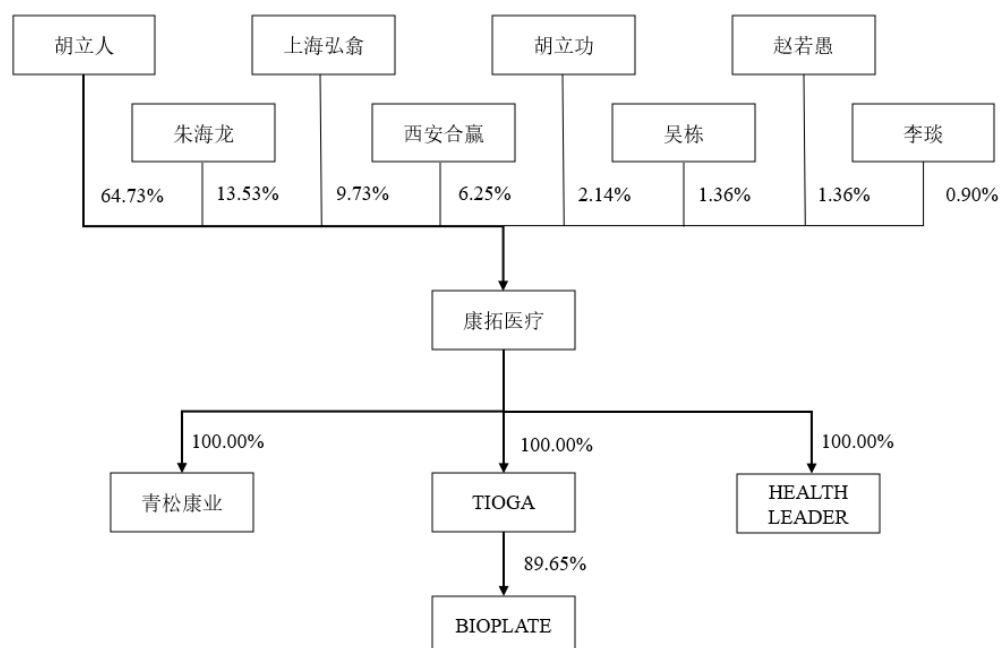 胡立人
上海弘翕
胡立功
赵若愚
朱海龙
西安合赢
吴栋
李琰
64.73%
13.53%
9.73%
6.25%
2.14%
1.36%
1.36%
0.90%
康拓医疗
100.00%
100.00%
100.00%
青松康业
TIOGA
HEALTH
LEADER
89.65%
BIOPLATE